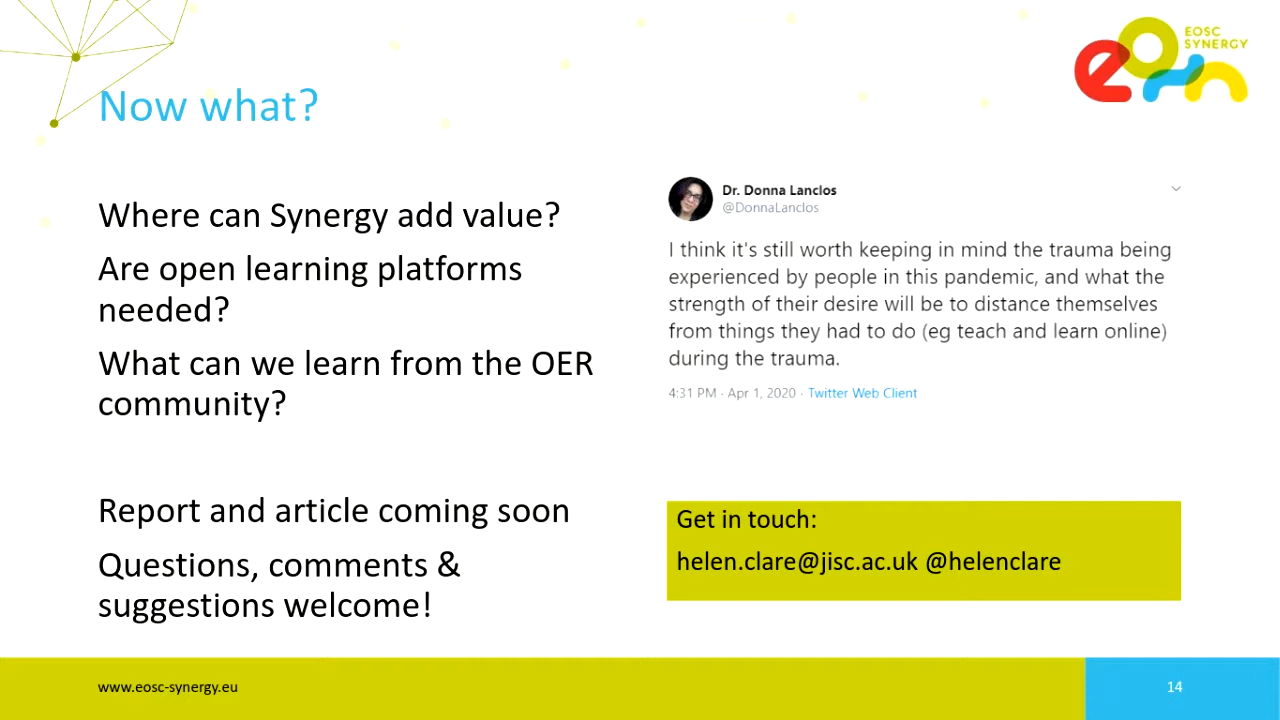 EOSC
SYNERGY
Now what?
Where can Synergy add value?
Are open learning platforms
needed?
What can we learn from the OER
community?
Report and article coming soon
Questions, comments &
suggestions welcome!
Dr. Donna Lanclos
@DonnaLanclos
I think it's still worth keeping in mind the trauma being
experienced by people in this pandemic, and what the
strength of their desire will be to distance themselves
from things they had to do (eg teach and learn online)
during the trauma.
4:31 PM · Apr 1, 2020 · Twitter Web Client
Get in touch:
helen.clare@jisc.ac.uk @helenclare
www.eosc-synergy.eu
14